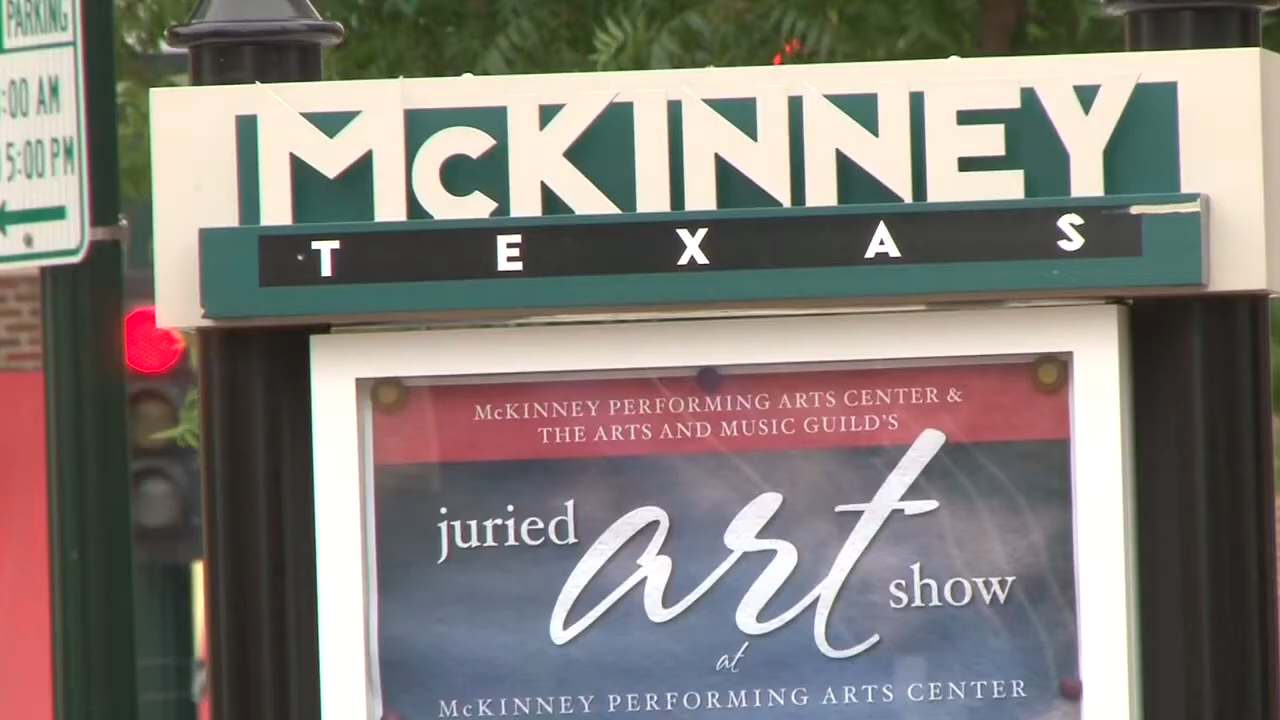 PARKING
:00 AM
5:00 PM
McKINNEY
TEXAS
McKINNEY PERFORMING ARTS CENTER &
THE ARTS AND MUSIC GUILD'S
juried art show
at
McKINNEY PERFORMING ARTS CENTER